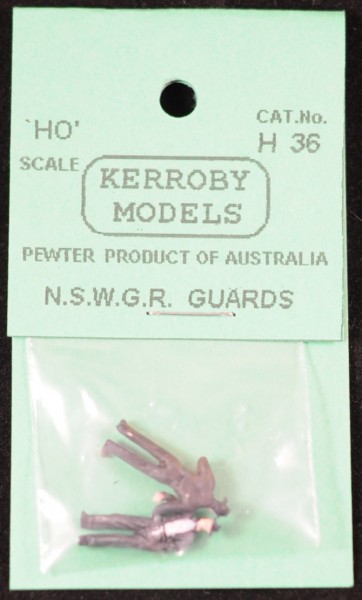 'HO'
SCALE
CAT.No.
H 36
KERROBY
MODELS
PEWTER PRODUCT OF AUSTRALIA
N.S.W.G.R. GUARDS